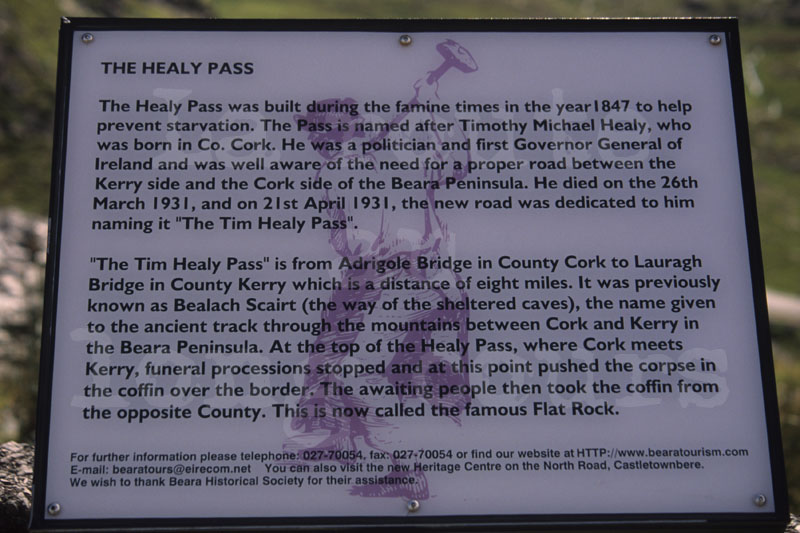 THE HEALY PASS
The Healy Pass was built during the famine times in the year1847 to help
prevent starvation. The Pass is named after Timothy Michael Healy, who
was born in Co. Cork. He was a politician and first Governor General of
Ireland and was well aware of the need for a proper road between the
Kerry side and the Cork side of the Beara Peninsula. He died on the 26th
March 1931, and on 21st April 1931, the new road was dedicated to him
naming it "The Tim Healy Pass".
"The Tim Healy Pass" is from Adrigole Bridge in County Cork to Lauragh
Bridge in County Kerry which is a distance of eight miles. It was previously
known as Bealach Scairt (the way of the sheltered caves), the name given
to the ancient track through the mountains between Cork and Kerry in
the Beara Peninsula. At the top of the Healy Pass, where Cork meets
Kerry, funeral processions stopped and at this point pushed the corpse in
the coffin over the border. The awaiting people then took the coffin from
the opposite County. This is now called the famous Flat Rock.
For further information please telephone: 027-70054, fax: 027-70054 or find our website at HTTP://www.bearatourism.com
E-mail: bearatours@eirecom.net You can also visit the new Heritage Centre on the North Road, Castletownbere.
We wish to thank Beara Historical Society for their assistance.